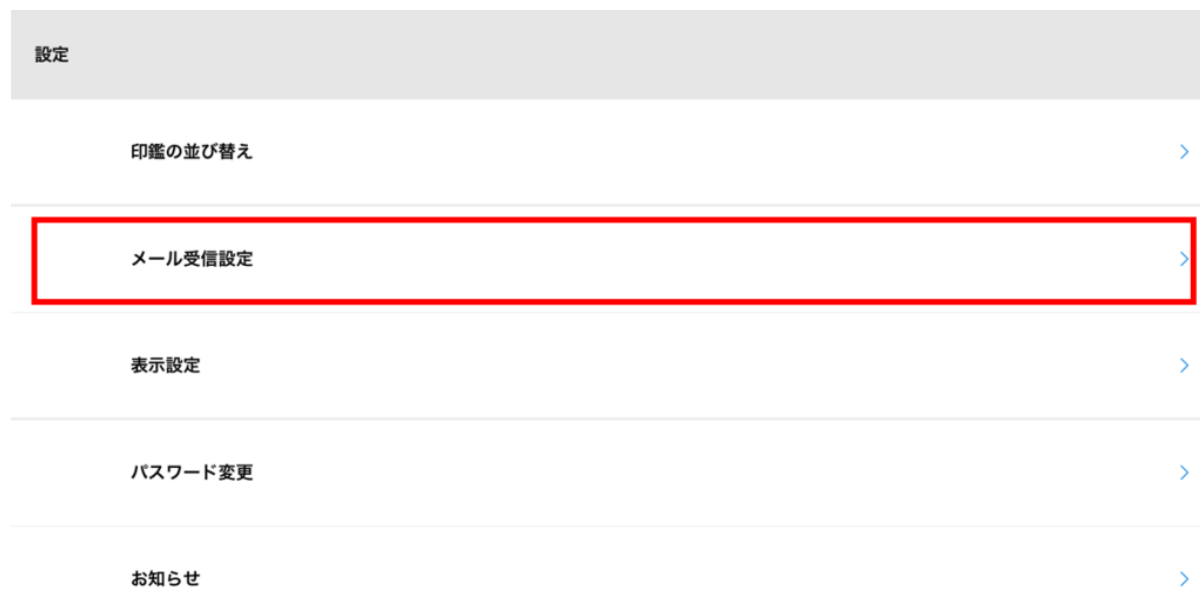 設定
印鑑の並び替え
メール受信設定
表示設定
パスワード変更
お知らせ